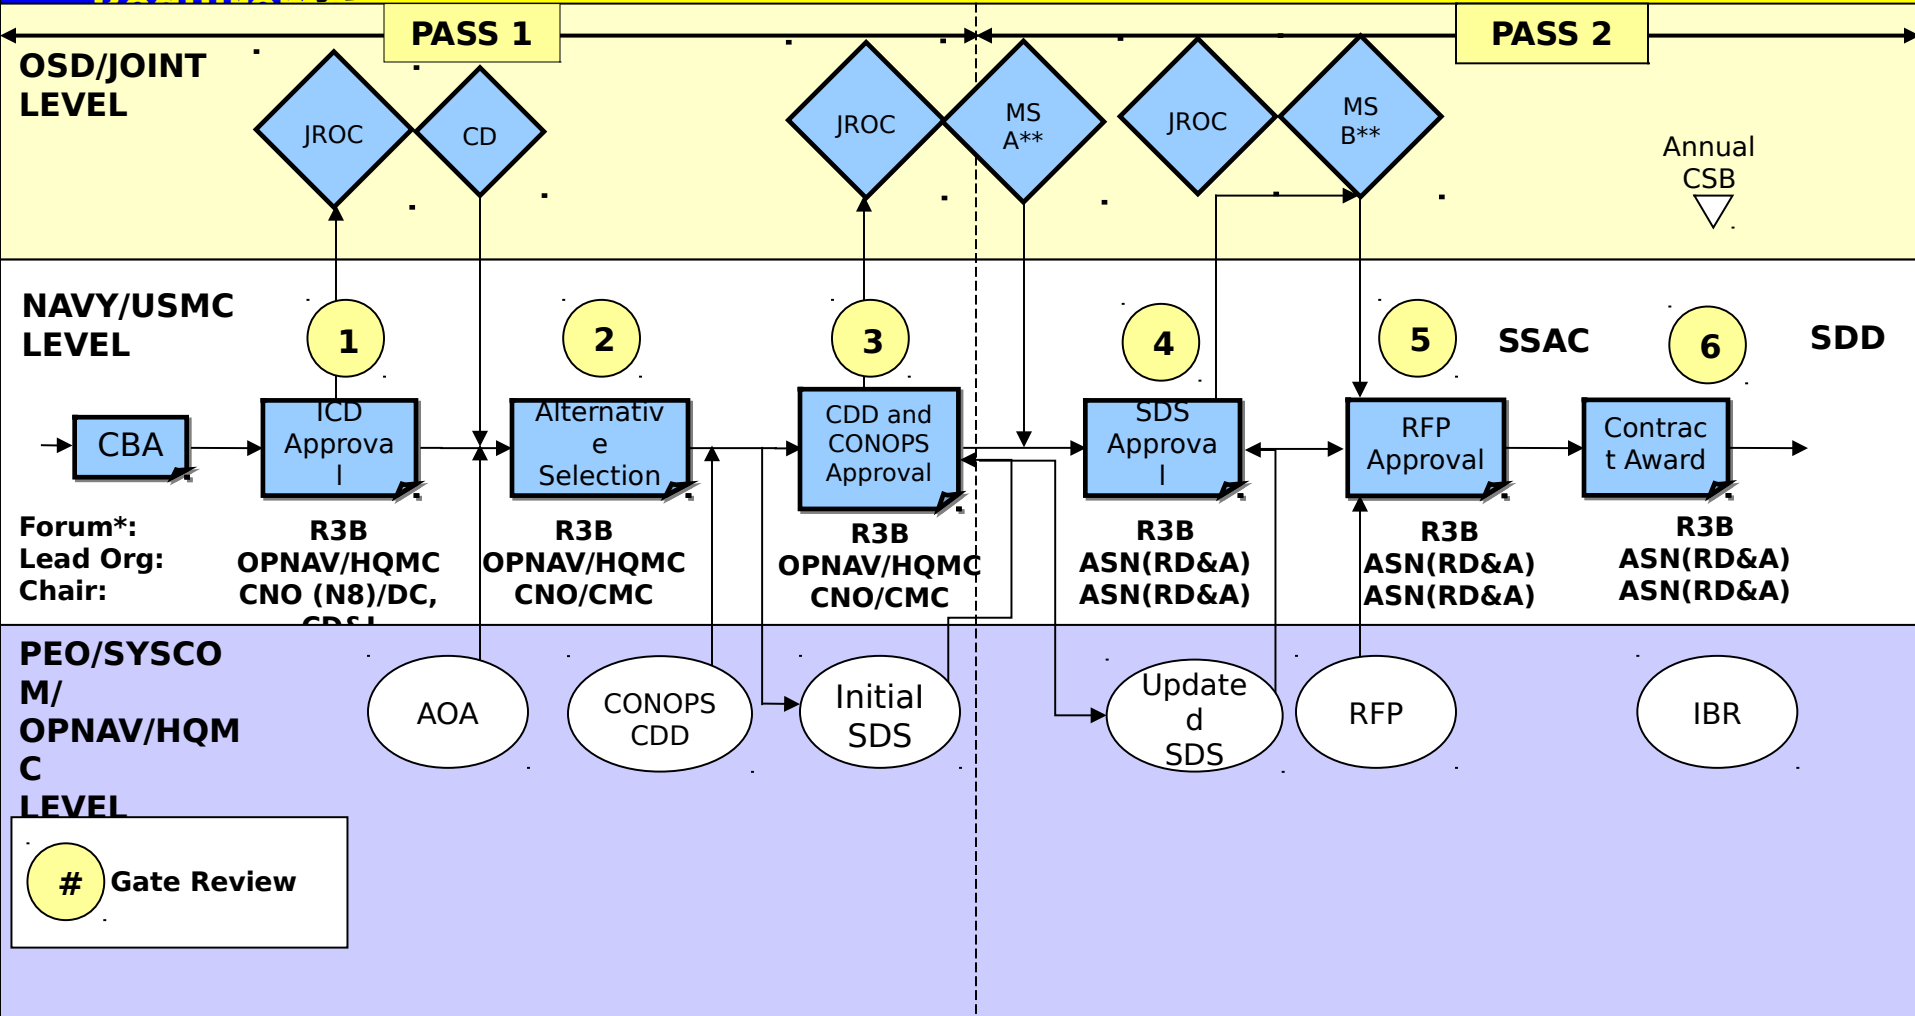 PASS 1
PASS 2
OSD/JOINT
LEVEL
JROC
CD
JROC
MS
A**
JROC
MS
B**
Annual
CSB
NAVY/USMC
LEVEL
1
2
3
4
5
SSAC
6
SDD
CBA
ICD
Approva
l
Alternativ
e
Selection
CDD and
CONOPS
Approval
SDS
Approva
l
RFP
Approval
Contrac
t Award
Forum*:
Lead Org:
Chair:
R3B
OPNAV/HQMC
CNO (N8)/DC,
CD&I
R3B
OPNAV/HQMC
CNO/CMC
R3B
OPNAV/HQMC
CNO/CMC
R3B
ASN(RD&A)
ASN(RD&A)
R3B
ASN(RD&A)
ASN(RD&A)
R3B
ASN(RD&A)
ASN(RD&A)
PEO/SYSCO
M/
OPNAV/HQM
C
LEVEL
AOA
CONOPS
CDD
Initial
SDS
Update
d
SDS
RFP
IBR
#
Gate Review